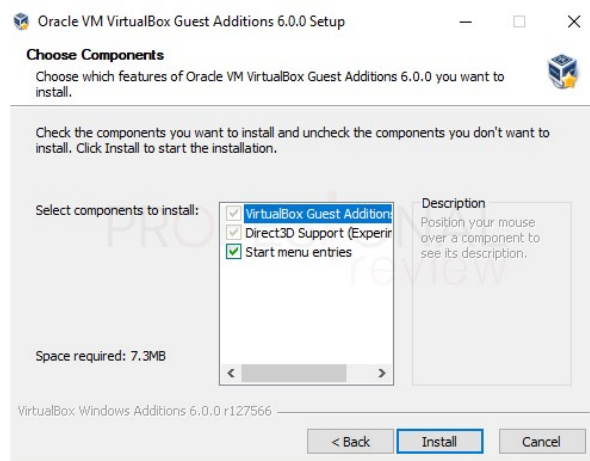 Oracle VM VirtualBox Guest Additions 6.0.0 Setup
Choose Components
Choose which features of Oracle VM VirtualBox Guest Additions 6.0.0 you want to
install.
Check the components you want to install and uncheck the components you don't want to
install. Click Install to start the installation.
Select components to install:
VirtualBox Guest Additions
Direct3D Support (Experir
Start menu entries
Description
Position your mouse
over a component to
see its description.
PROFESSIONAL
review
Space required: 7.3MB
VirtualBox Windows Additions 6.0.0 r127566
< Back
Install
Cancel